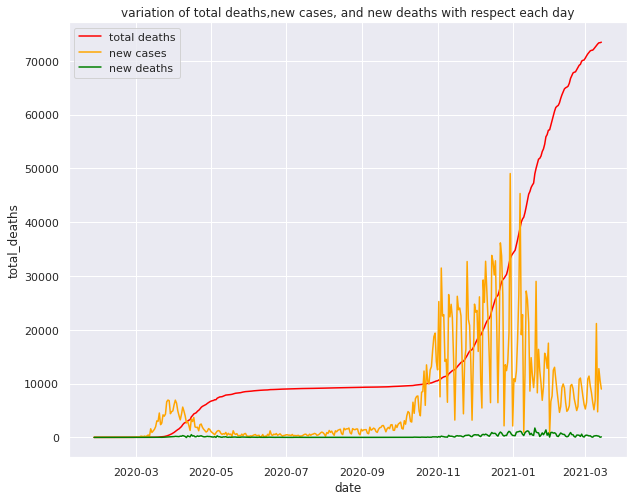 variation of total deaths,new cases, and new deaths with respect each day
total deaths
new cases
new deaths
total_deaths
70000
60000
50000
40000
30000
20000
10000
0
2020-03 2020-05 2020-07 2020-09 2020-11 2021-01 2021-03
date